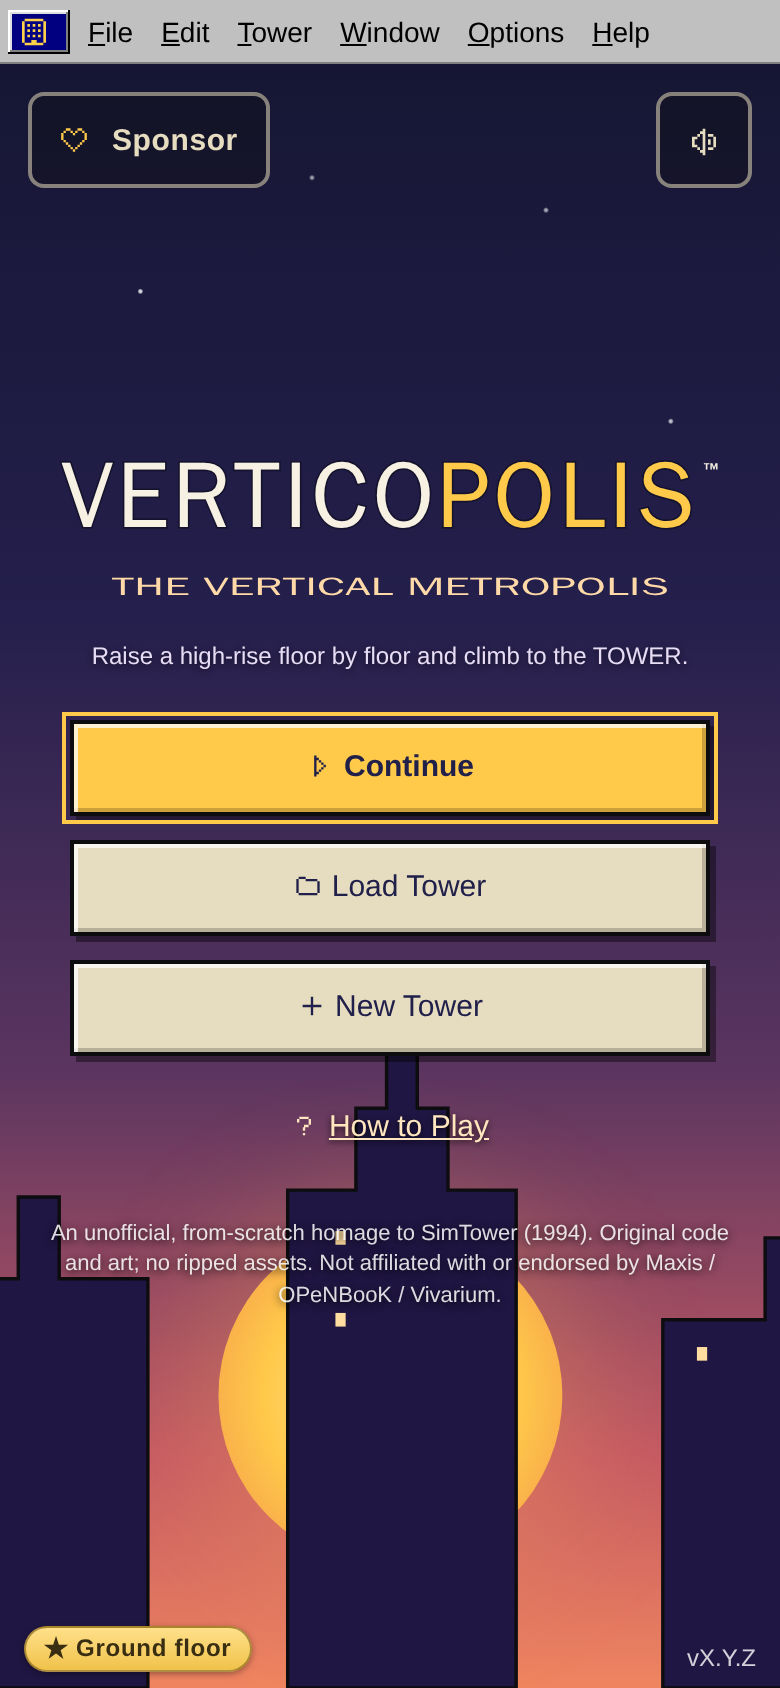 File Edit Tower Window Options Help
Sponsor
VERTICOPOLIS™
THE VERTICAL METROPOLIS
Raise a high-rise floor by floor and climb to the TOWER.
Continue
Load Tower
+ New Tower
? How to Play
An unofficial, from-scratch homage to SimTower (1994). Original code
and art; no ripped assets. Not affiliated with or endorsed by Maxis /
OPeNBooK / Vivarium.
★ Ground floor
vX.Y.Z